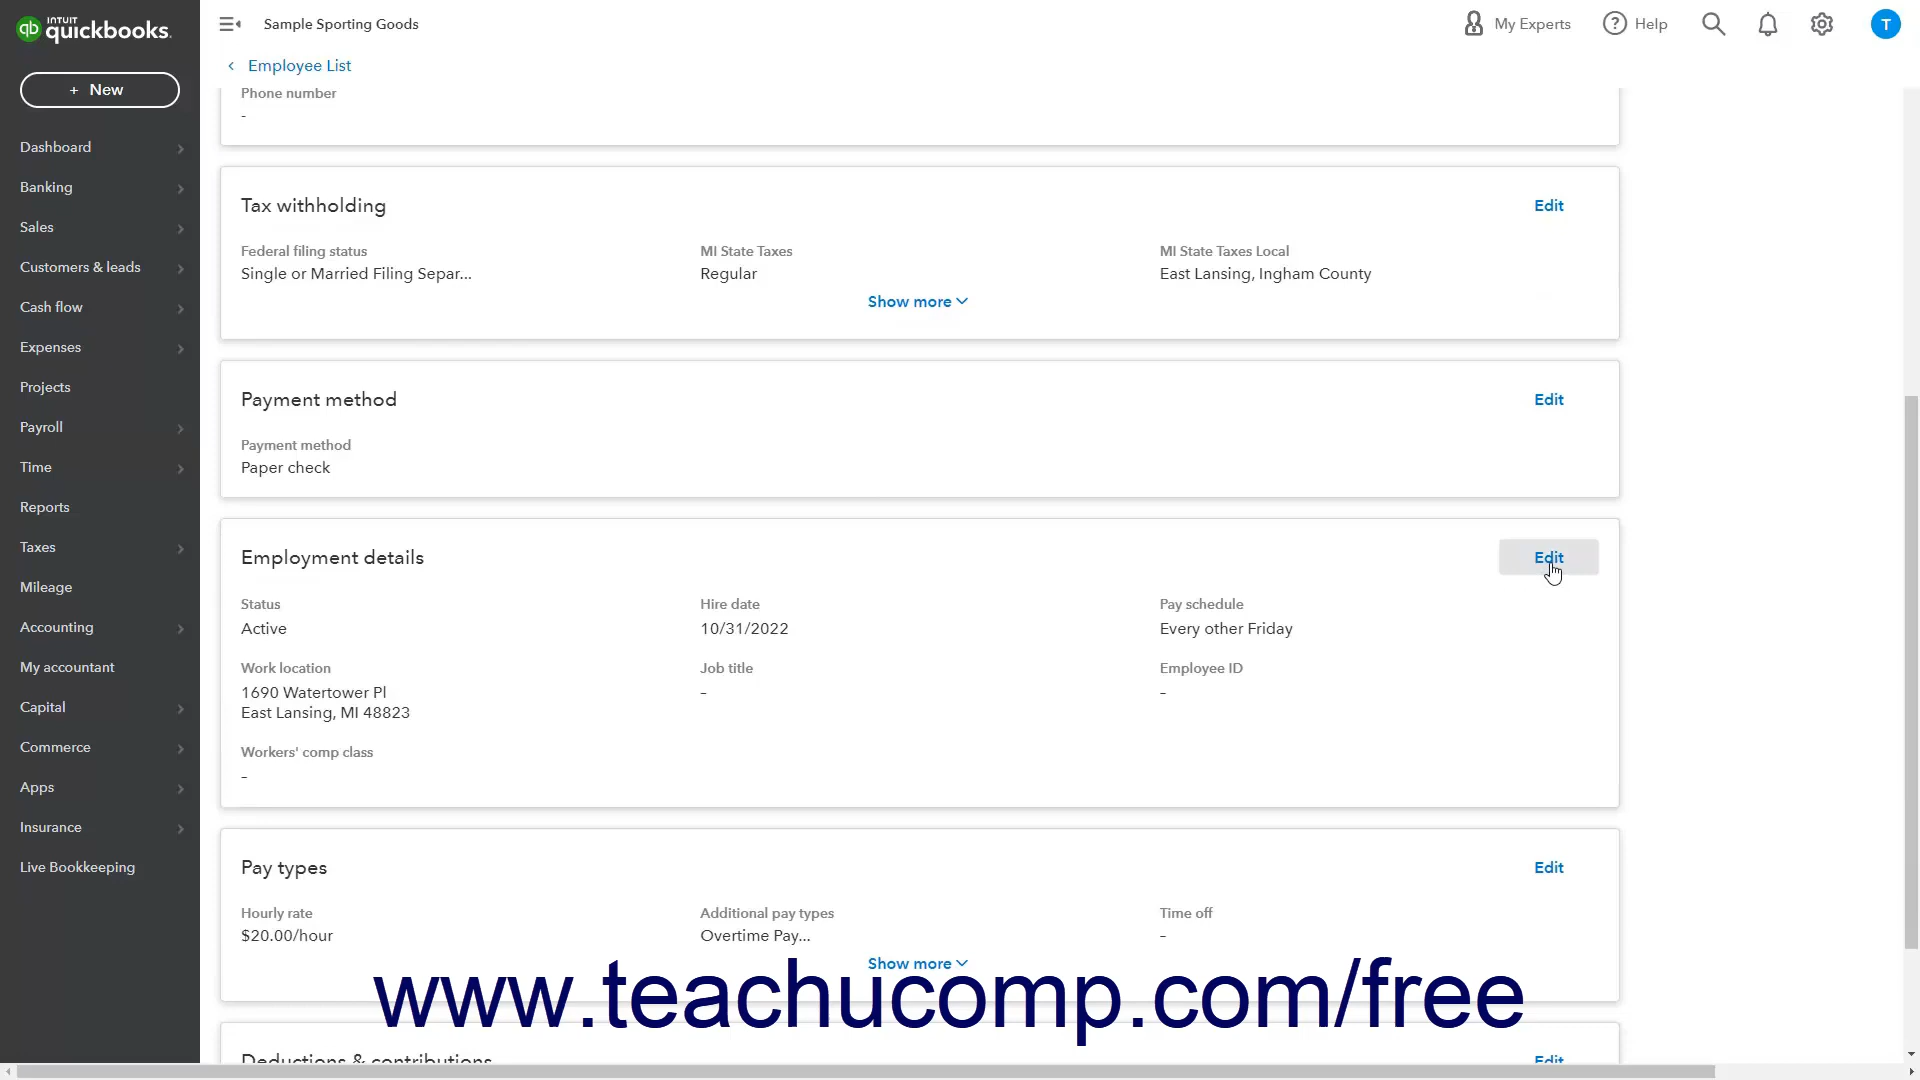 INTUIT
quickbooks.
Sample Sporting Goods
My Experts
Help
T
Employee List
+ New
Dashboard
Banking
Sales
Customers & leads
Cash flow
Expenses
Projects
Payroll
Time
Reports
Taxes
Mileage
Accounting
My accountant
Capital
Commerce
Apps
Insurance
Live Bookkeeping
Phone number
-
Tax withholding
Edit
Federal filing status
Single or Married Filing Separ...
MI State Taxes
Regular
MI State Taxes Local
East Lansing, Ingham County
Show more
Payment method
Edit
Payment method
Paper check
Employment details
Edit
Status
Active
Hire date
10/31/2022
Pay schedule
Every other Friday
Work location
1690 Watertower Pl
East Lansing, MI 48823
Job title
–
Employee ID
–
Workers' comp class
–
Pay types
Edit
Hourly rate
$20.00/hour
Additional pay types
Overtime Pay...
Time off
–
Show more
www.teachucomp.com/free
Deductions & contributions
Edit